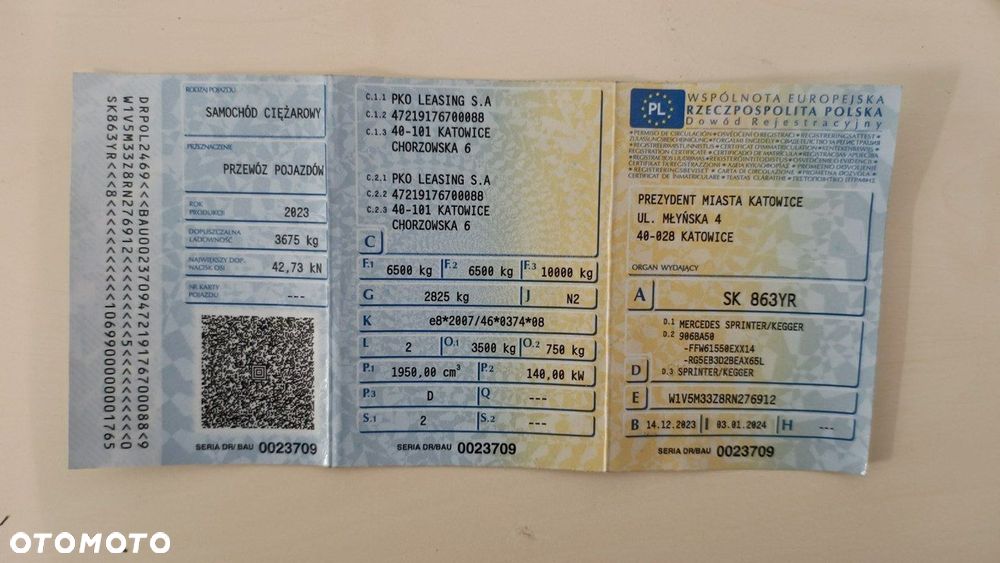 DRPOL2469<<BAU00237094721917670008​8<9
W1V5M33Z8RN276912<<<<<<<<5<<<<<<<<0
SK863YR<<N0<<<<<<<<<<106990000001765
RODZAJ POJAZDU
SAMOCHÓD CIĘŻAROWY
PRZEZNACZENIE
PRZEWÓZ POJAZDÓW
ROK
PRODUKCJI 2023
DOPUSZCZALNA
ŁADOWNOŚĆ 3675 kg
NAJWIĘKSZY DOP.
NACISK OSI 42,73 kN
NR KARTY
POJAZDU ---
SERIA DR/BAU 0023709
C.1.1 PKO LEASING S.A
C.1.2 47219176700088
C.1.3 40-101 KATOWICE
CHORZOWSKA 6
C.2.1 PKO LEASING S.A
C.2.2 47219176700088
C.2.3 40-101 KATOWICE
CHORZOWSKA 6
C
F.1 6500 kg F.2 6500 kg F.3 10000 kg
G 2825 kg J N2
K e8*2007/46*0374*08
L 2 O.1 3500 kg O.2 750 kg
P.1 1950,00 cm³ P.2 140,00 kW
P.3 D Q ---
S.1 2 S.2 ---
SERIA DR/BAU 0023709
PL
WSPÓLNOTA EUROPEJSKA
RZECZPOSPOLITA POLSKA
Dowód Rejestracyjny
PREZYDENT MIASTA KATOWICE
UL. MŁYŃSKA 4
40-028 KATOWICE
ORGAN WYDAJĄCY
A SK 863YR
D.1 MERCEDES SPRINTER/KEGGER
D.2 906BA50
-FFW61550EXX14
-RG5EB3D2BEAX65L
D D.3 SPRINTER/KEGGER
E W1V5M33Z8RN276912
B 14.12.2023 I 03.01.2024 H ---
SERIA DR/BAU 0023709
OTOMOTO